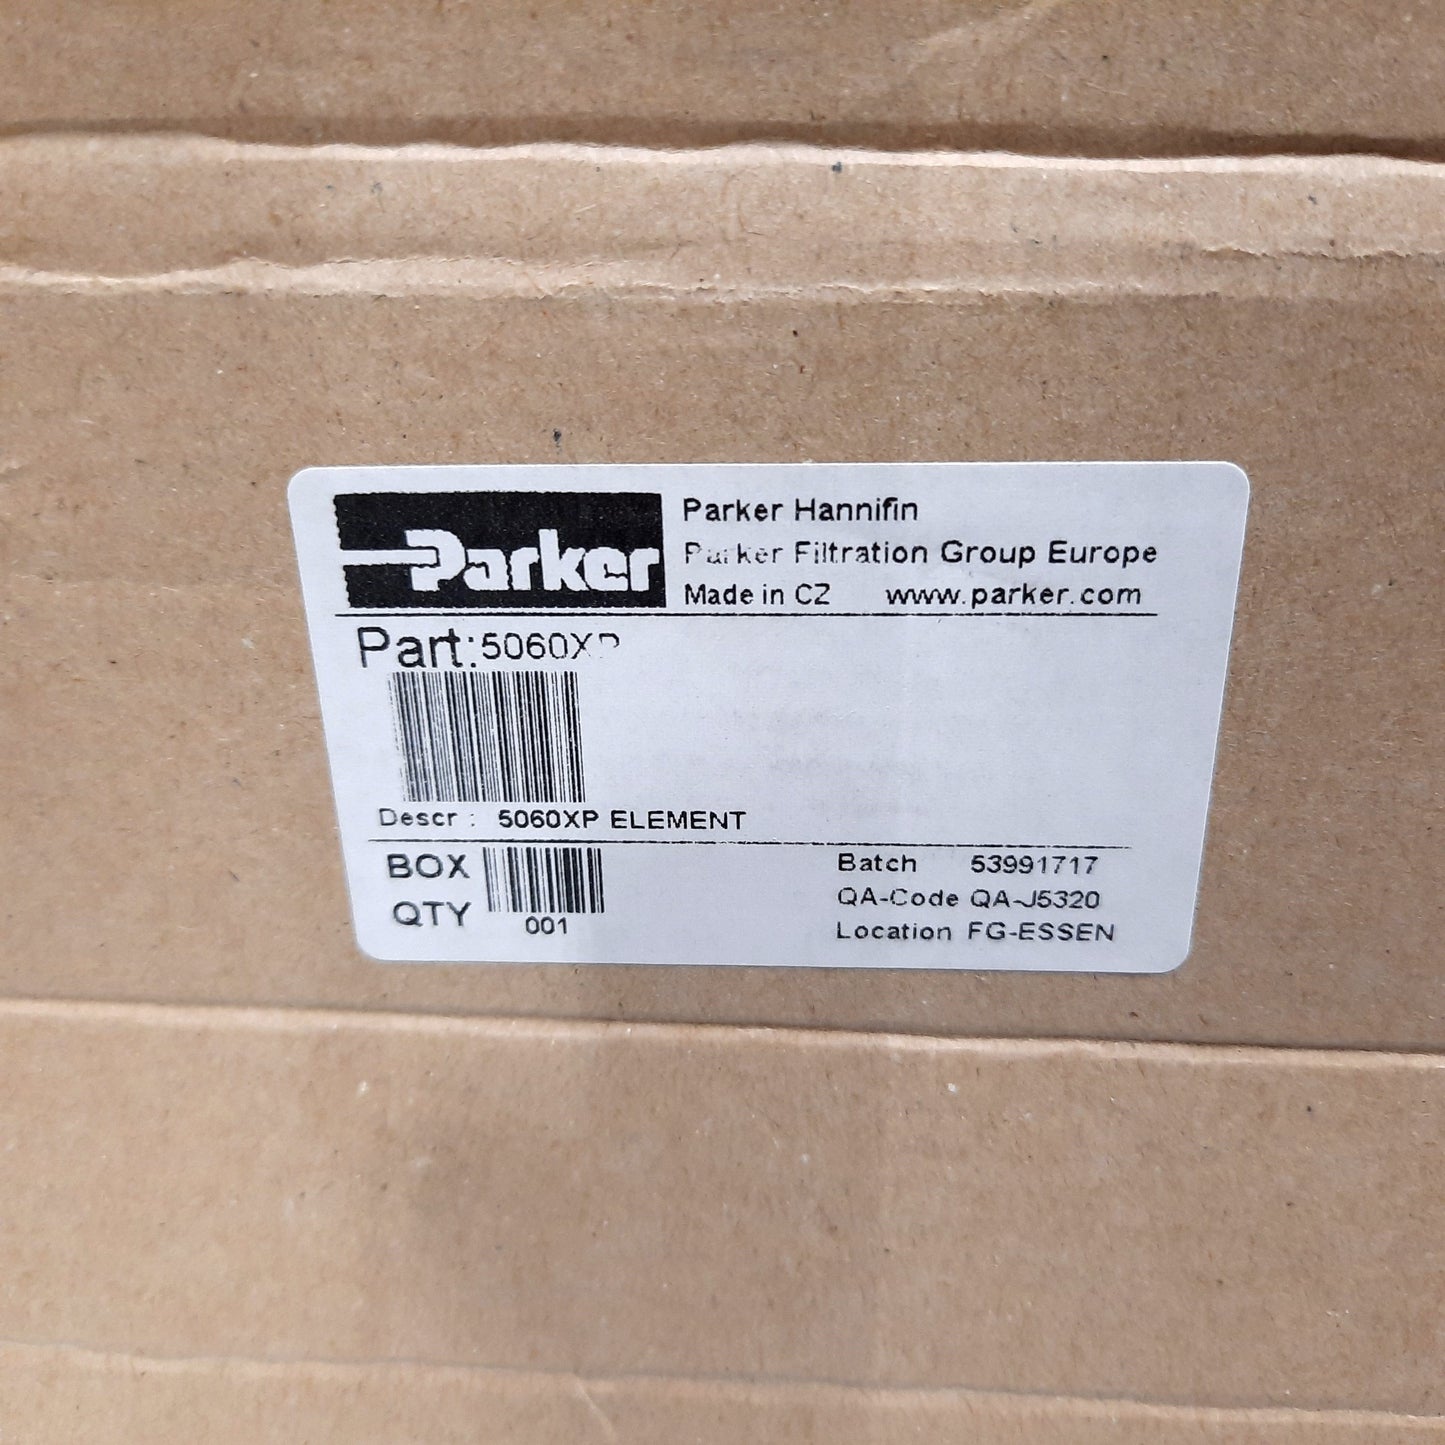 Parker
Parker Hannifin
Parker Filtration Group Europe
Made in CZ www.parker.com
Part: 5060XP
Descr : 5060XP ELEMENT
BOX
QTY
001
Batch 53991717
QA-Code QA-J5320
Location FG-ESSEN